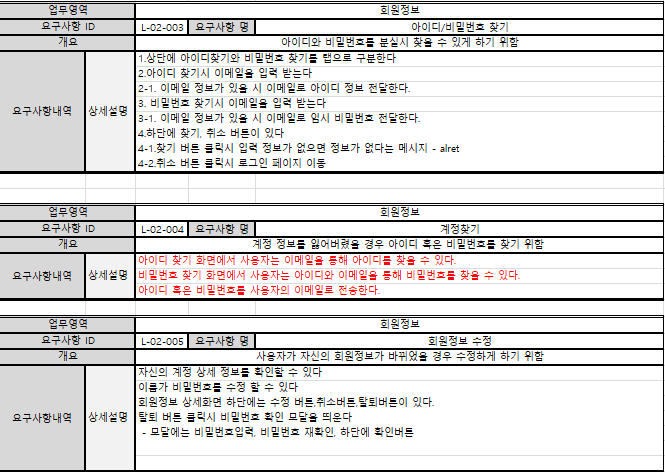 업무영역 회원정보
요구사항 ID L-02-003 요구사항 명 아이디/비밀번호 찾기
개요 아이디와 비밀번호를 분실시 찾을 수 있게 하기 위함
요구사항내역 상세설명
1.상단에 아이디찾기와 비밀번호 찾기를 탭으로 구분한다
2.아이디 찾기시 이메일을 입력 받는다
2-1. 이메일 정보가 있을 시 이메일로 아이디 정보 전달한다.
3. 비밀번호 찾기시 이메일을 입력 받는다
3-1. 이메일 정보가 있을 시 이메일로 임시 비밀번호 전달한다.
4.하단에 찾기, 취소 버튼이 있다
4-1.찾기 버튼 클릭시 입력 정보가 없으면 정보가 없다는 메시지 - alret
4-2.취소 버튼 클릭시 로그인 페이지 이동
업무영역 회원정보
요구사항 ID L-02-004 요구사항 명 계정찾기
개요 계정 정보를 잃어버렸을 경우 아이디 혹은 비밀번호를 찾기 위함
요구사항내역 상세설명
아이디 찾기 화면에서 사용자는 이메일을 통해 아이디를 찾을 수 있다.
비밀번호 찾기 화면에서 사용자는 아이디와 이메일을 통해 비밀번호를 찾을 수 있다.
아이디 혹은 비밀번호를 사용자의 이메일로 전송한다.
업무영역 회원정보
요구사항 ID L-02-005 요구사항 명 회원정보 수정
개요 사용자가 자신의 회원정보가 바뀌었을 경우 수정하게 하기 위함
요구사항내역 상세설명
자신의 계정 상세 정보를 확인할 수 있다
이름가 비밀번호를 수정 할 수 있다
회원정보 상세화면 하단에는 수정 버튼,취소버튼,탈퇴버튼이 있다.
탈퇴 버튼 클릭시 비밀번호 확인 모달을 띄운다
- 모달에는 비밀번호입력, 비밀번호 재확인, 하단에 확인버튼